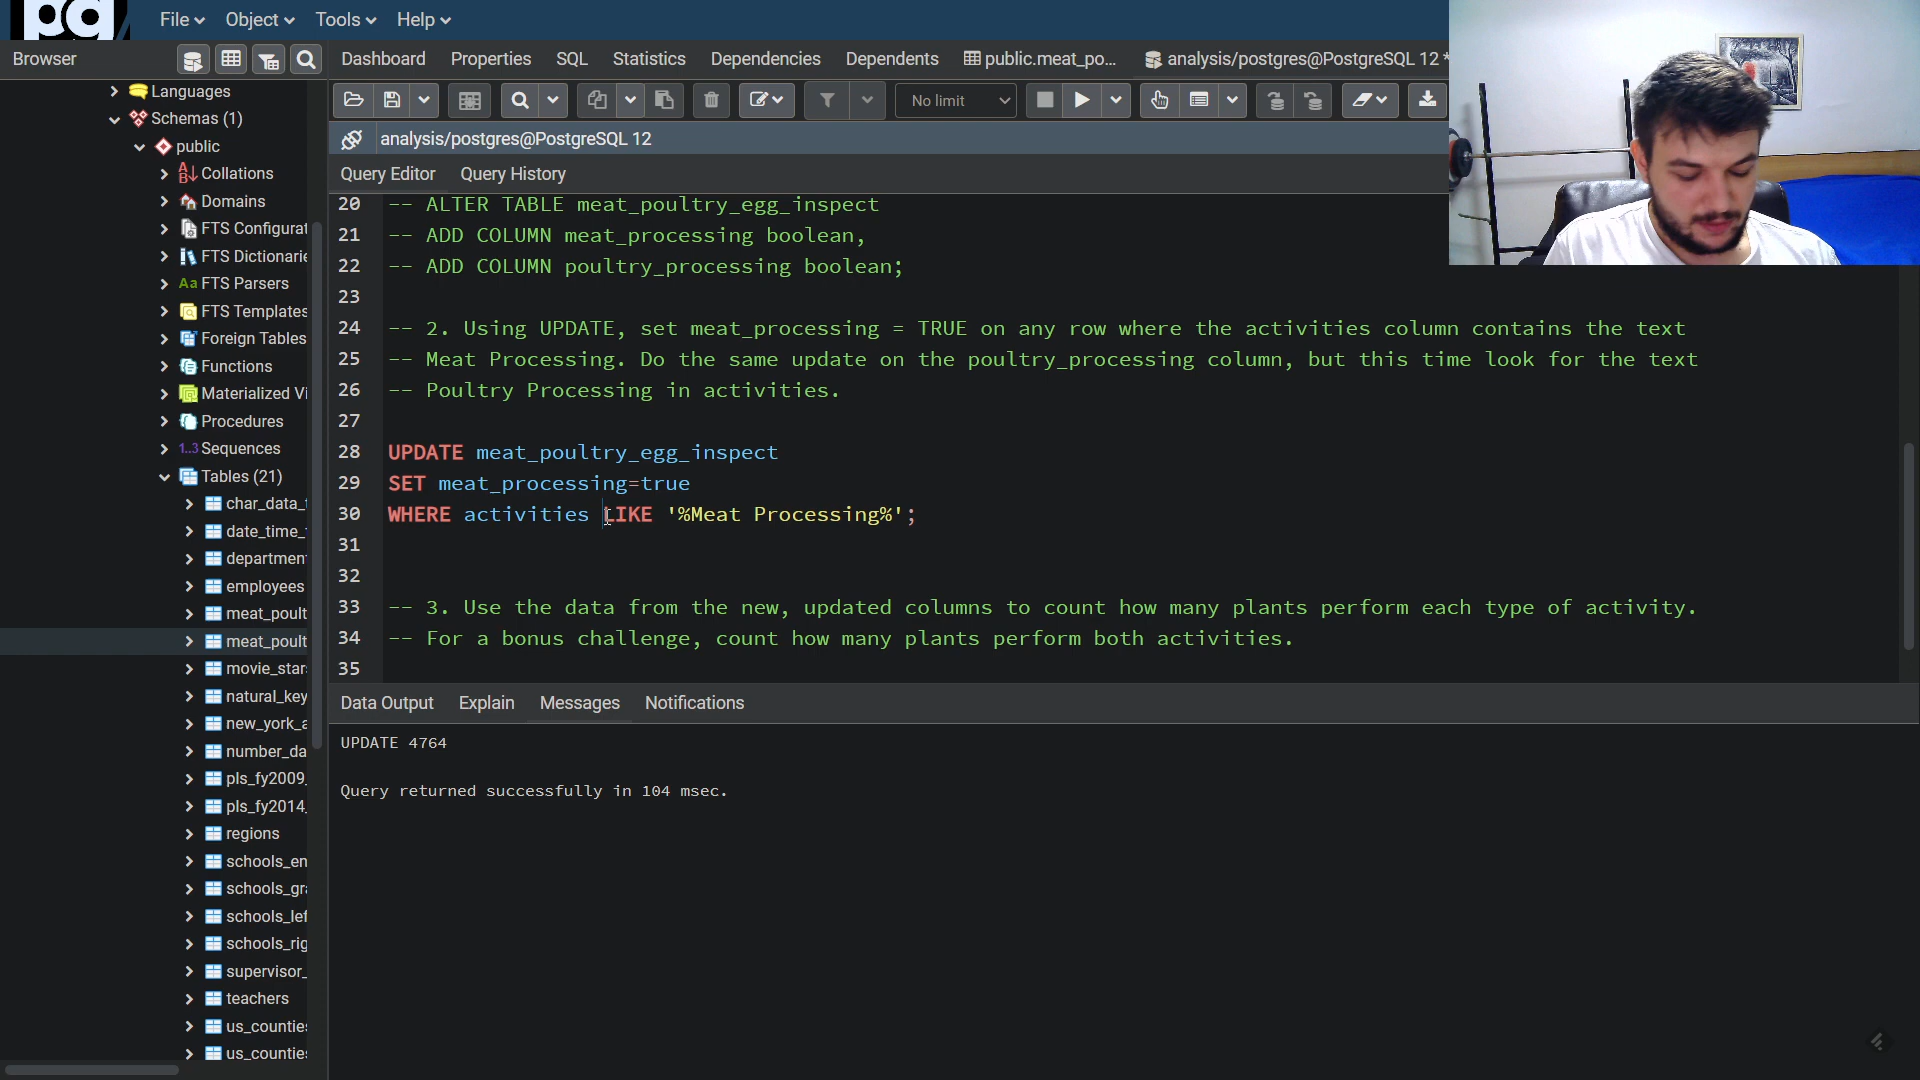 pg
File
Object
Tools
Help
Browser
Dashboard
Properties
SQL
Statistics
Dependencies
Dependents
public.meat_po...
analysis/postgres@PostgreSQL 12 *
No limit
analysis/postgres@PostgreSQL 12
Query Editor
Query History
Languages
Schemas (1)
public
Collations
Domains
FTS Configurat
FTS Dictionarie
Aa FTS Parsers
FTS Templates
Foreign Tables
Functions
Materialized Vi
Procedures
1..3 Sequences
Tables (21)
char_data_
date_time_
departmen
employees
meat_poult
meat_poult
movie_star
natural_key
new_york_a
number_da
pls_fy2009_
pls_fy2014_
regions
schools_en
schools_gra
schools_lef
schools_rig
supervisor_
teachers
us_countie
us_countie
20 -- ALTER TABLE meat_poultry_egg_inspect
21 -- ADD COLUMN meat_processing boolean,
22 -- ADD COLUMN poultry_processing boolean;
23
24 -- 2. Using UPDATE, set meat_processing = TRUE on any row where the activities column contains the text
25 -- Meat Processing. Do the same update on the poultry_processing column, but this time look for the text
26 -- Poultry Processing in activities.
27
28 UPDATE meat_poultry_egg_inspect
29 SET meat_processing=true
30 WHERE activities LIKE '%Meat Processing%';
31
32
33 -- 3. Use the data from the new, updated columns to count how many plants perform each type of activity.
34 -- For a bonus challenge, count how many plants perform both activities.
35
Data Output
Explain
Messages
Notifications
UPDATE 4764
Query returned successfully in 104 msec.